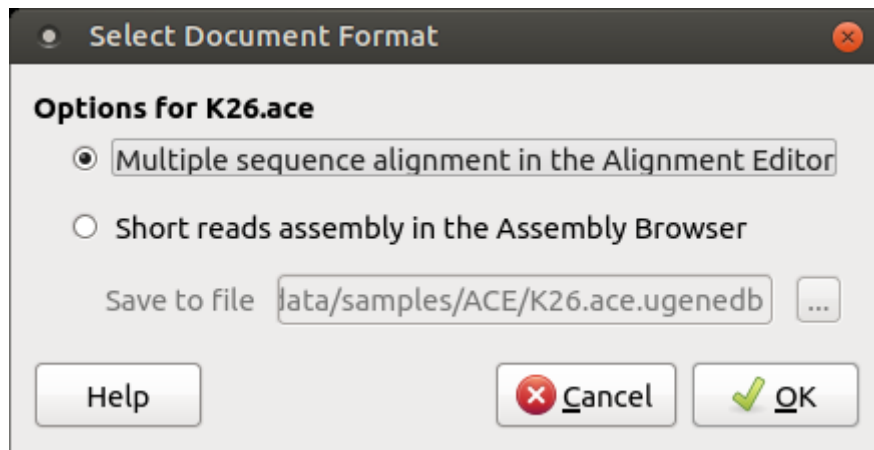 Select Document Format
Options for K26.ace
Multiple sequence alignment in the Alignment Editor
Short reads assembly in the Assembly Browser
Save to file data/samples/ACE/K26.ace.ugenedb ...
Help Cancel OK